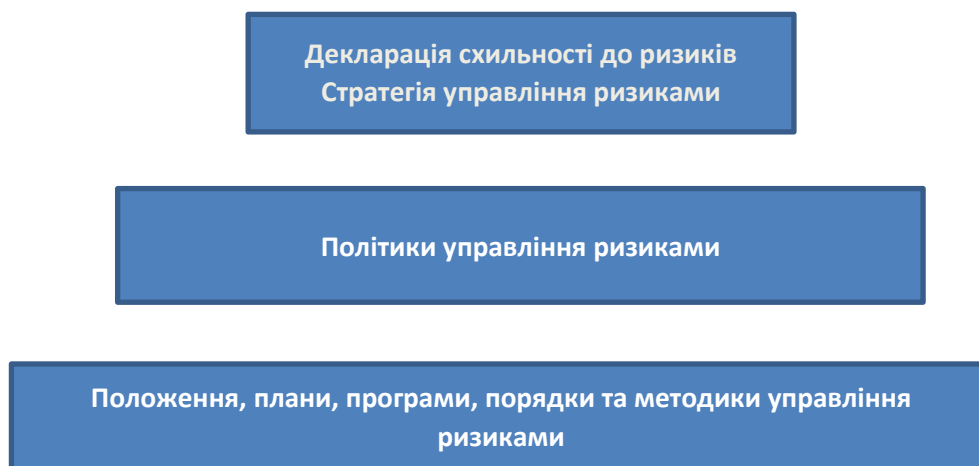 Декларація схильності до ризиків
Стратегія управління ризиками
Політики управління ризиками
Положення, плани, програми, порядки та методики управління
ризиками